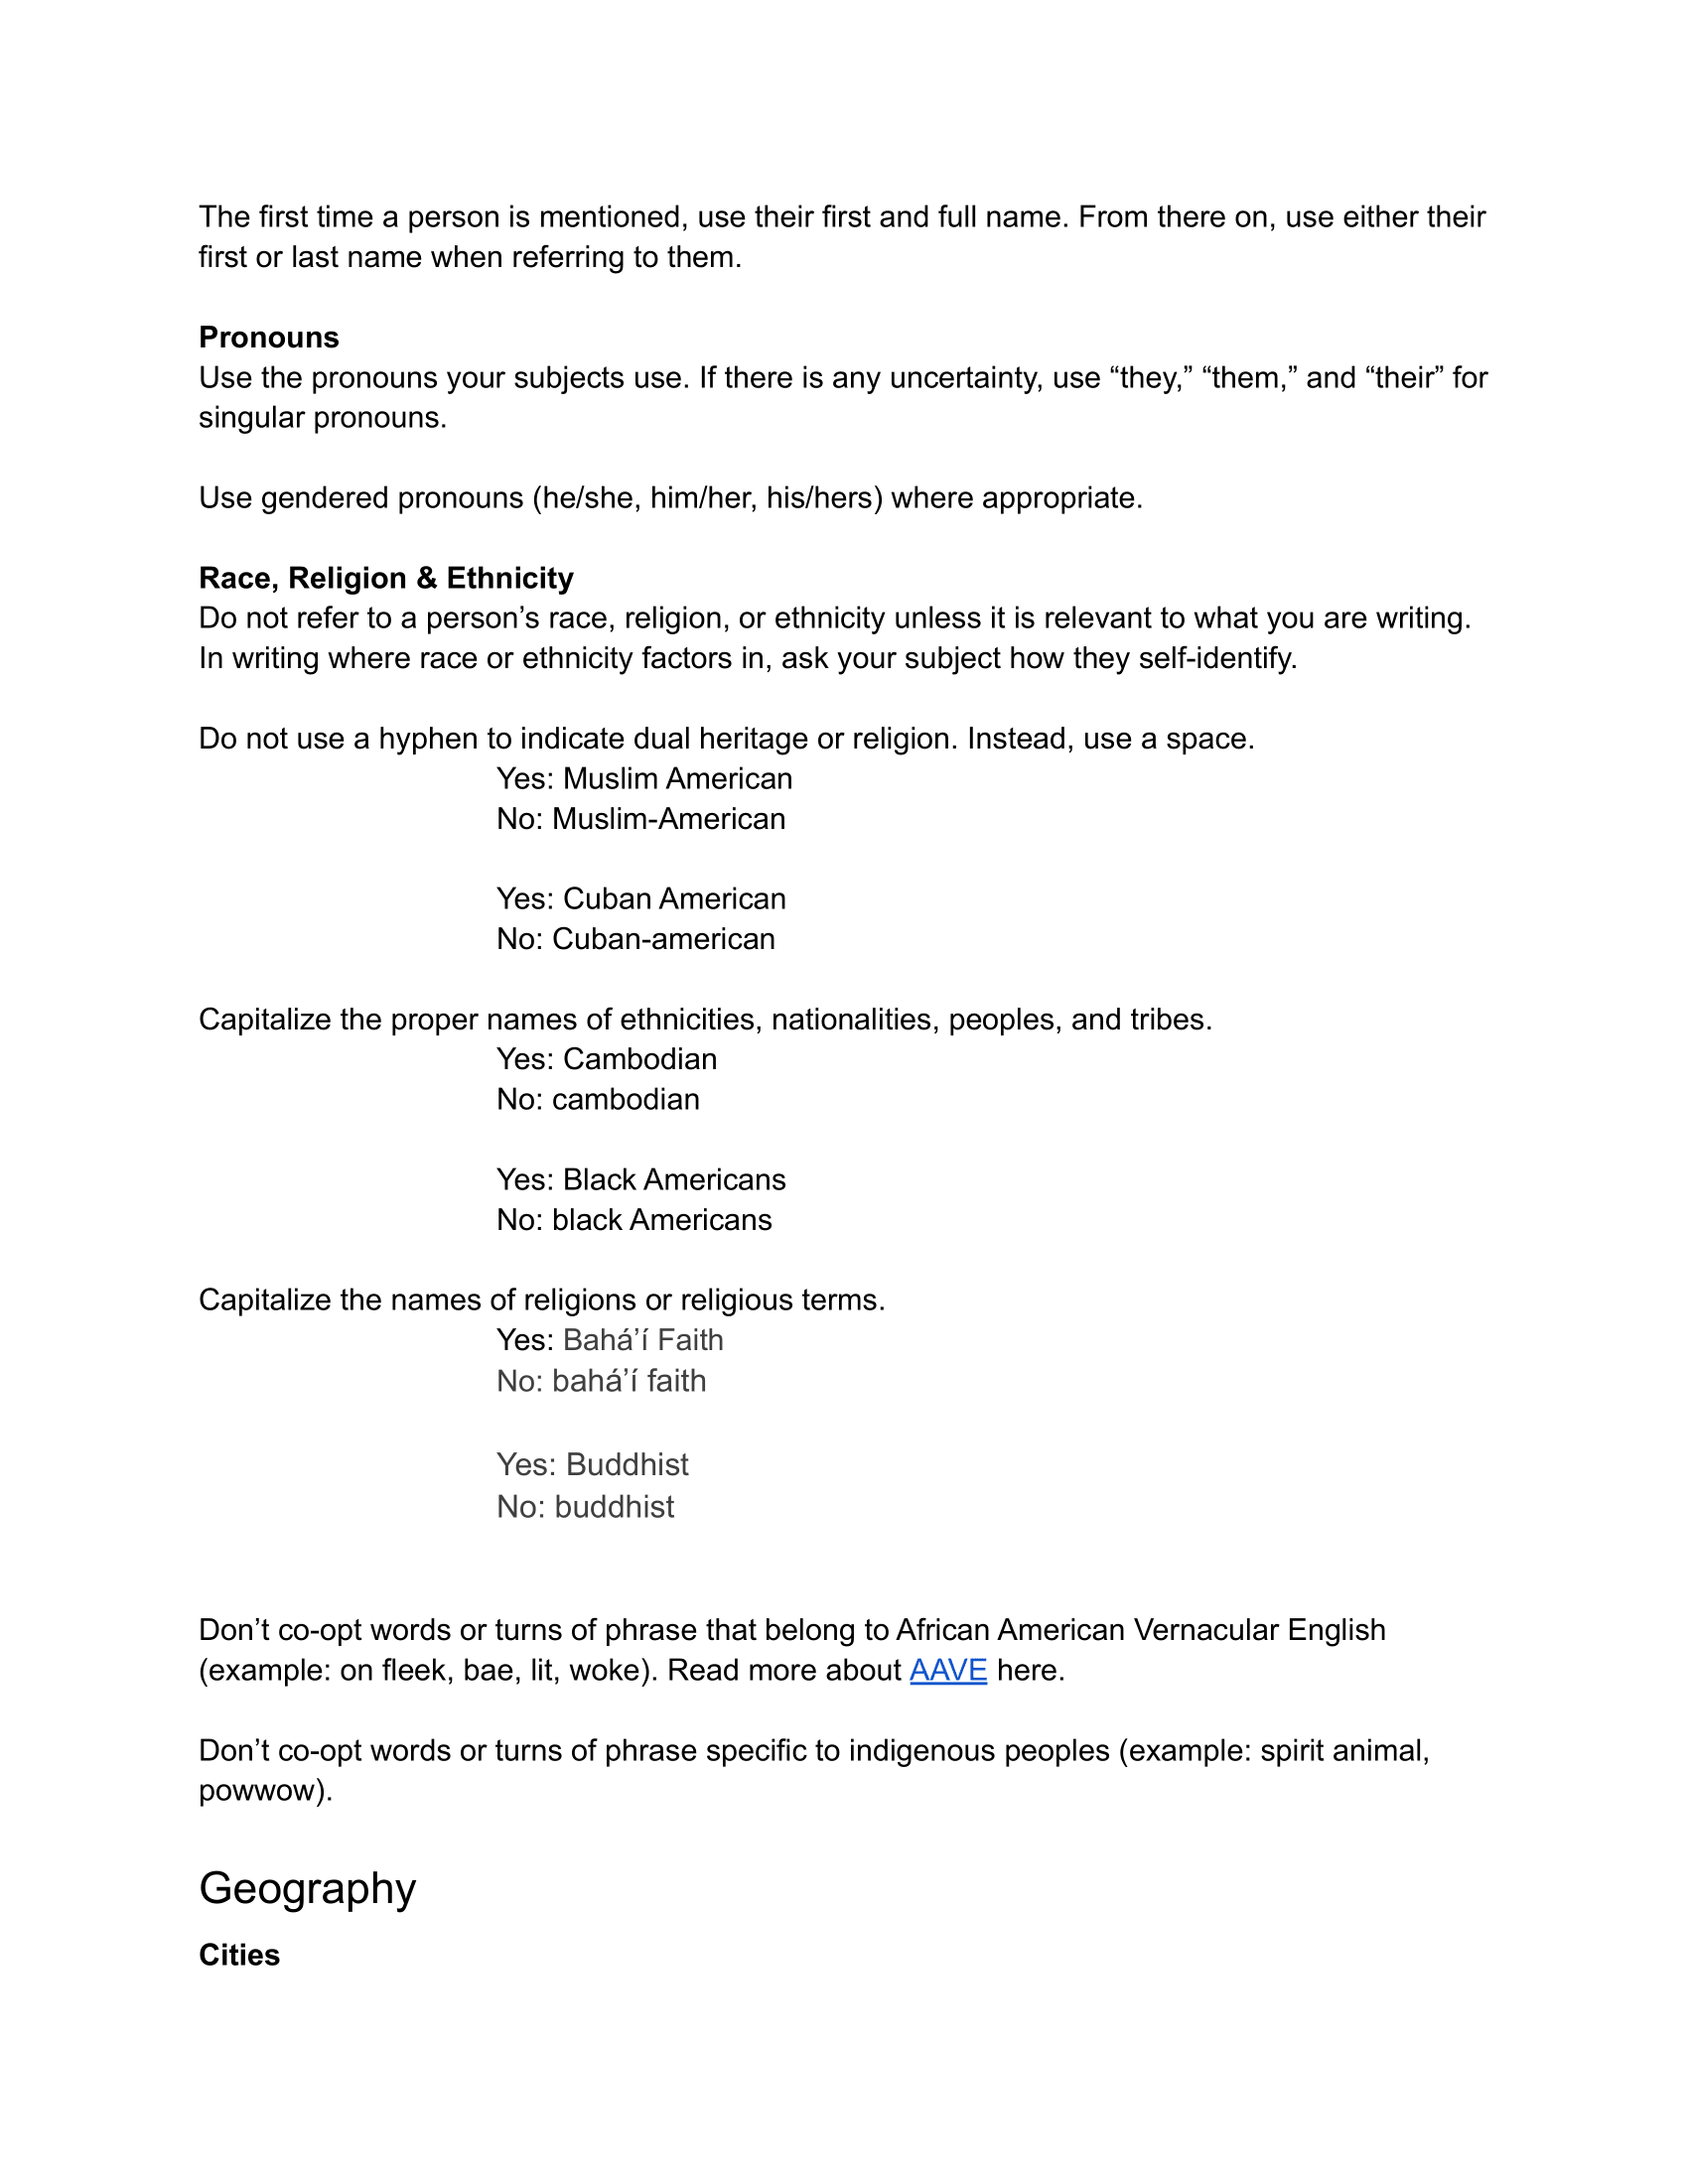 The first time a person is mentioned, use their first and full name. From there on, use either their
first or last name when referring to them.
Pronouns
Use the pronouns your subjects use. If there is any uncertainty, use “they,” “them,” and “their” for
singular pronouns.
Use gendered pronouns (he/she, him/her, his/hers) where appropriate.
Race, Religion & Ethnicity
Do not refer to a person’s race, religion, or ethnicity unless it is relevant to what you are writing.
In writing where race or ethnicity factors in, ask your subject how they self-identify.
Do not use a hyphen to indicate dual heritage or religion. Instead, use a space.
Yes: Muslim American
No: Muslim-American
Yes: Cuban American
No: Cuban-american
Capitalize the proper names of ethnicities, nationalities, peoples, and tribes.
Yes: Cambodian
No: cambodian
Yes: Black Americans
No: black Americans
Capitalize the names of religions or religious terms.
Yes: Bahá’í Faith
No: bahá’í faith
Yes: Buddhist
No: buddhist
Don’t co-opt words or turns of phrase that belong to African American Vernacular English
(example: on fleek, bae, lit, woke). Read more about AAVE here.
Don’t co-opt words or turns of phrase specific to indigenous peoples (example: spirit animal,
powwow).
Geography
Cities